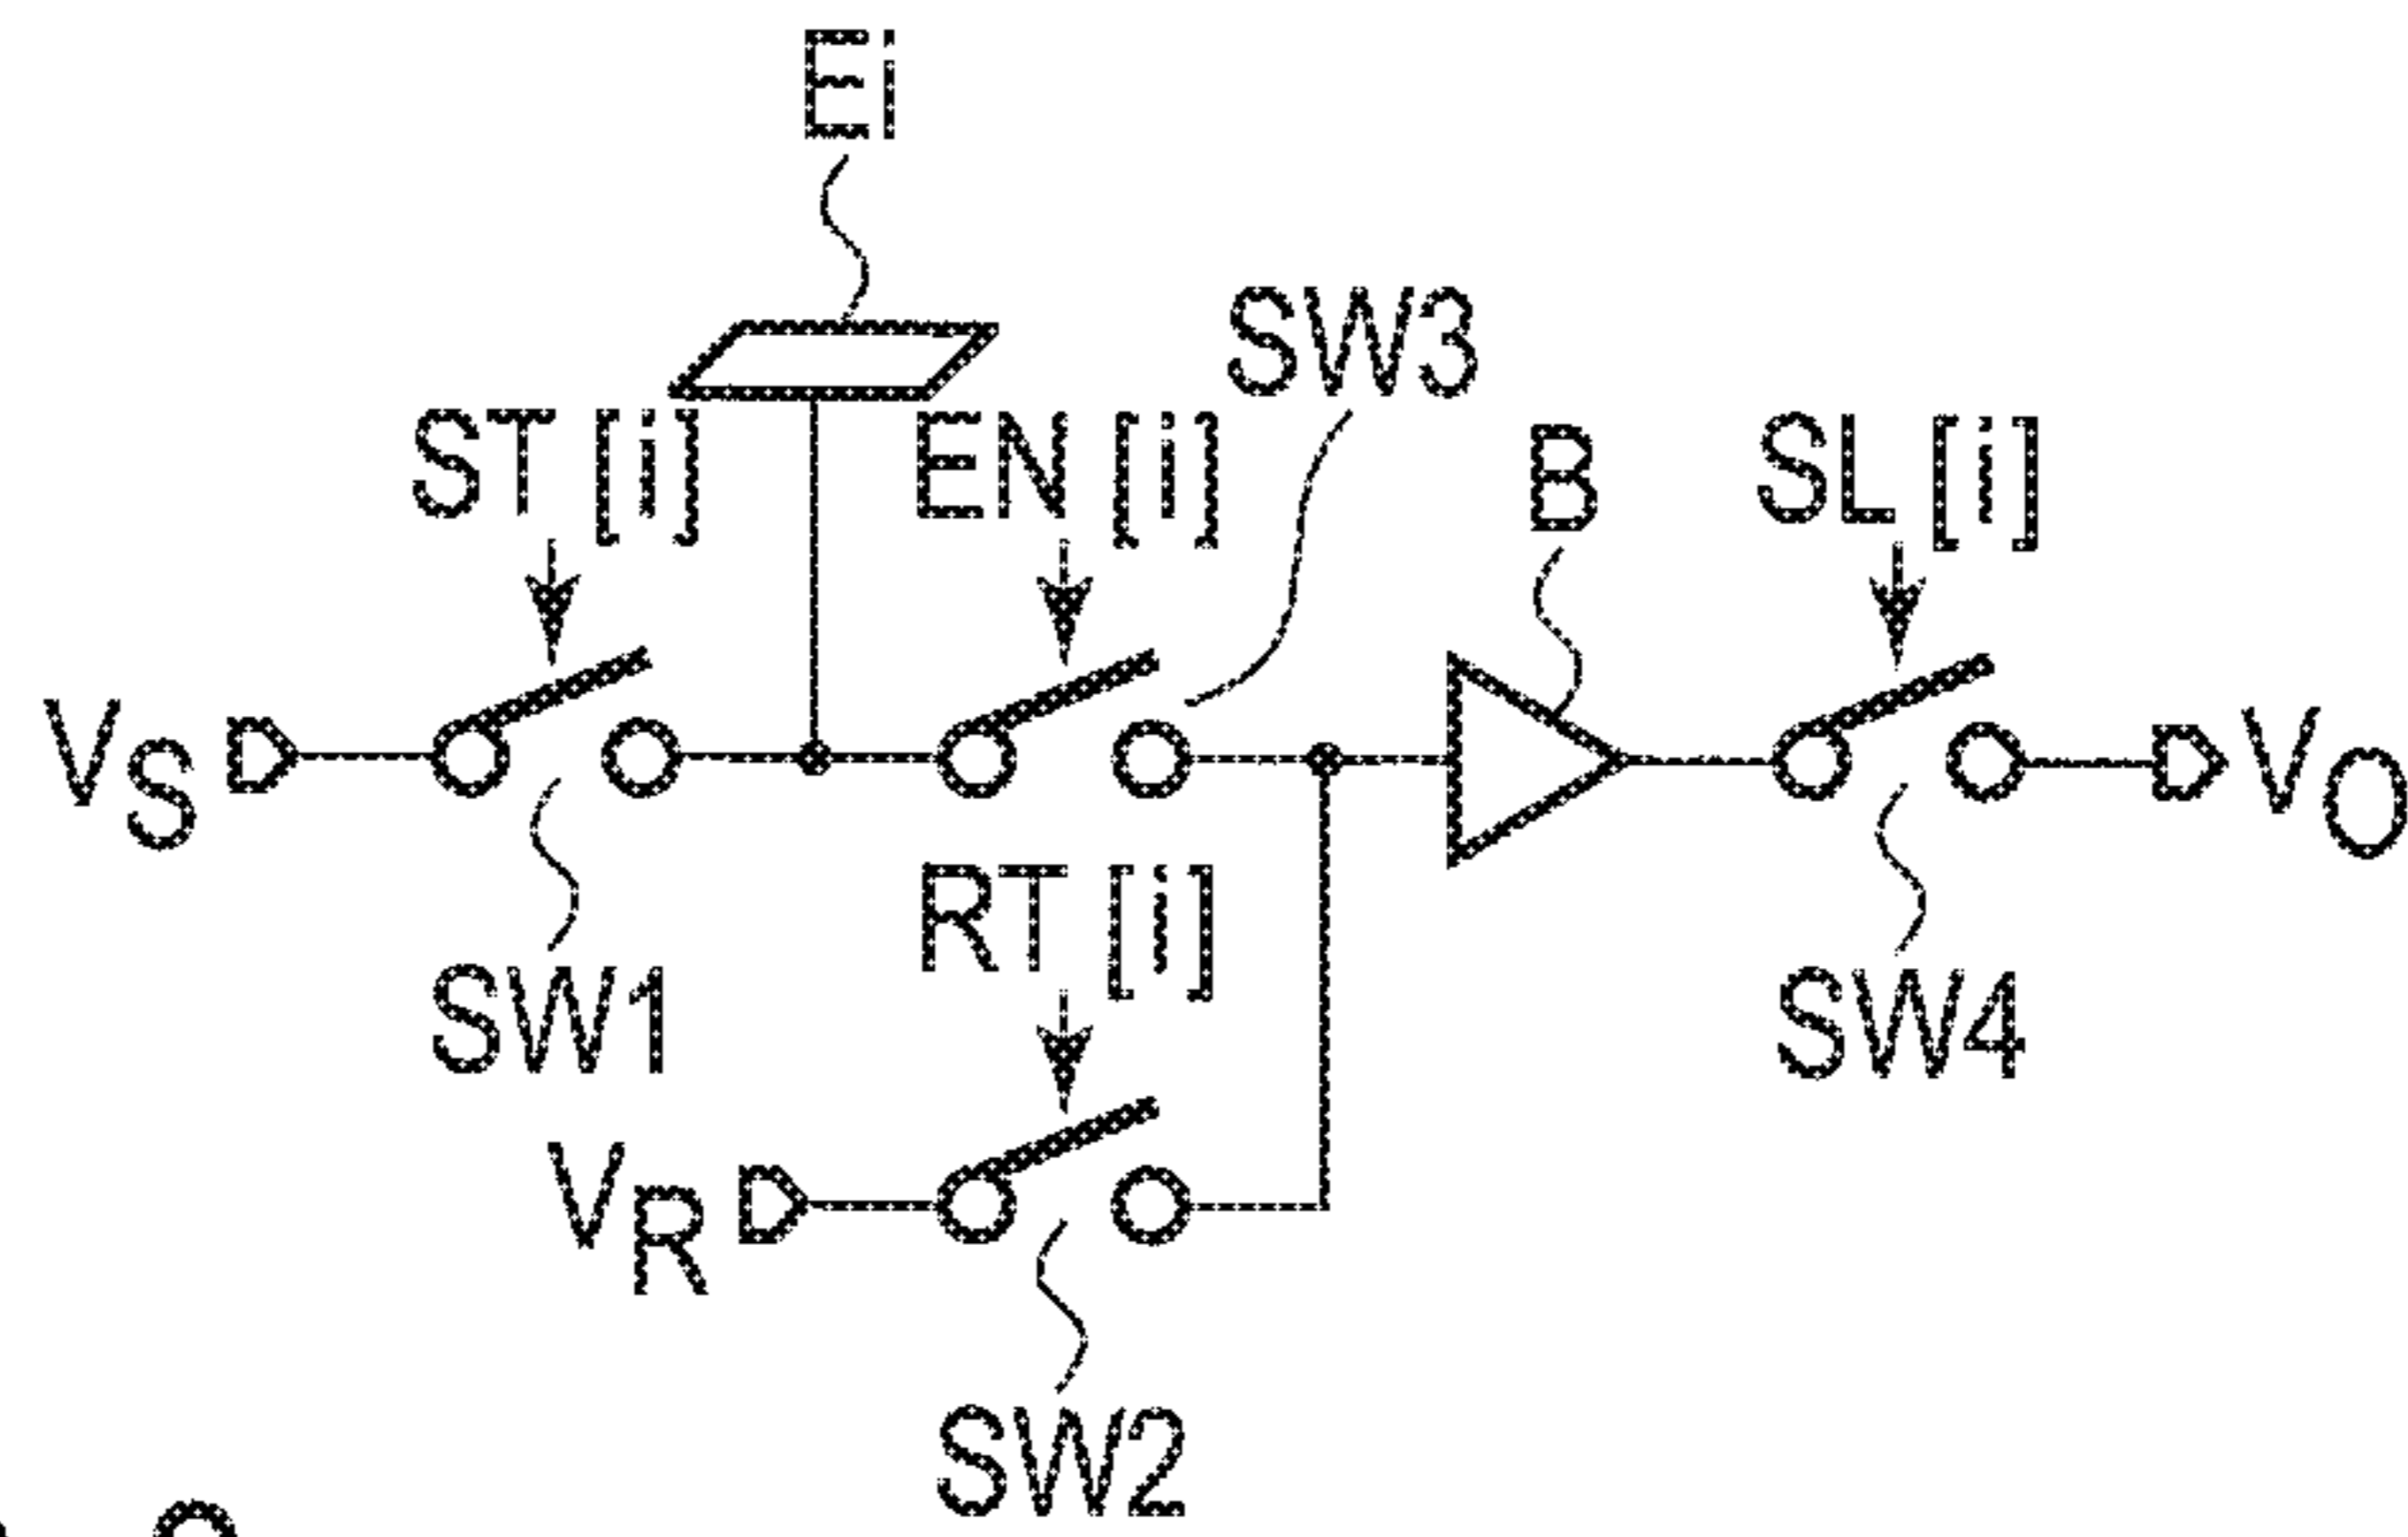 Ei
SW3
ST [i]
EN [i]
B
SL [i]
VS
VO
RT [i]
SW1
SW4
VR
SW2